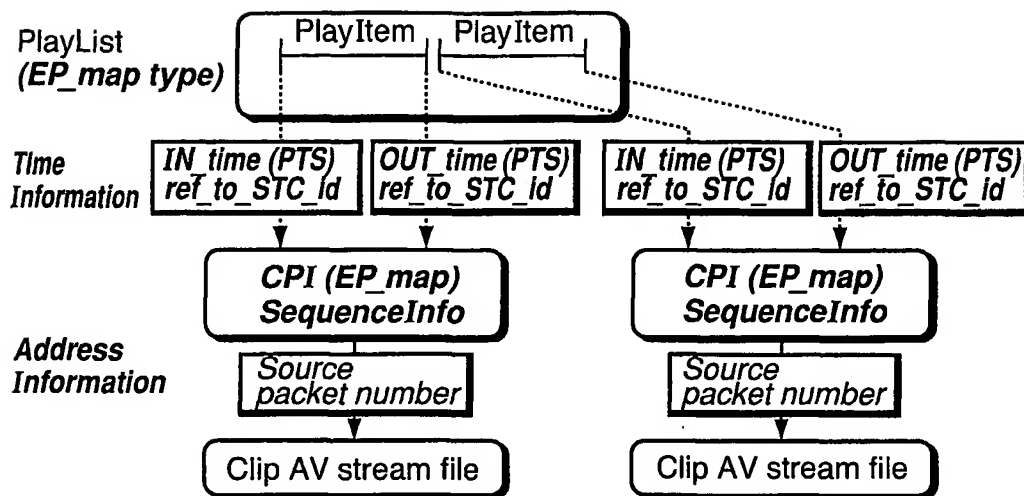 PlayItem PlayItem
PlayList
(EP_map type)
Time
Information
IN_time (PTS)
ref_to_STC_id
OUT_time (PTS)
ref_to_STC_id
IN_time (PTS)
ref_to_STC_id
OUT_time (PTS)
ref_to_STC_id
CPI (EP_map)
SequenceInfo
CPI (EP_map)
SequenceInfo
Address
Information
Source
packet number
Source
packet number
Clip AV stream file
Clip AV stream file